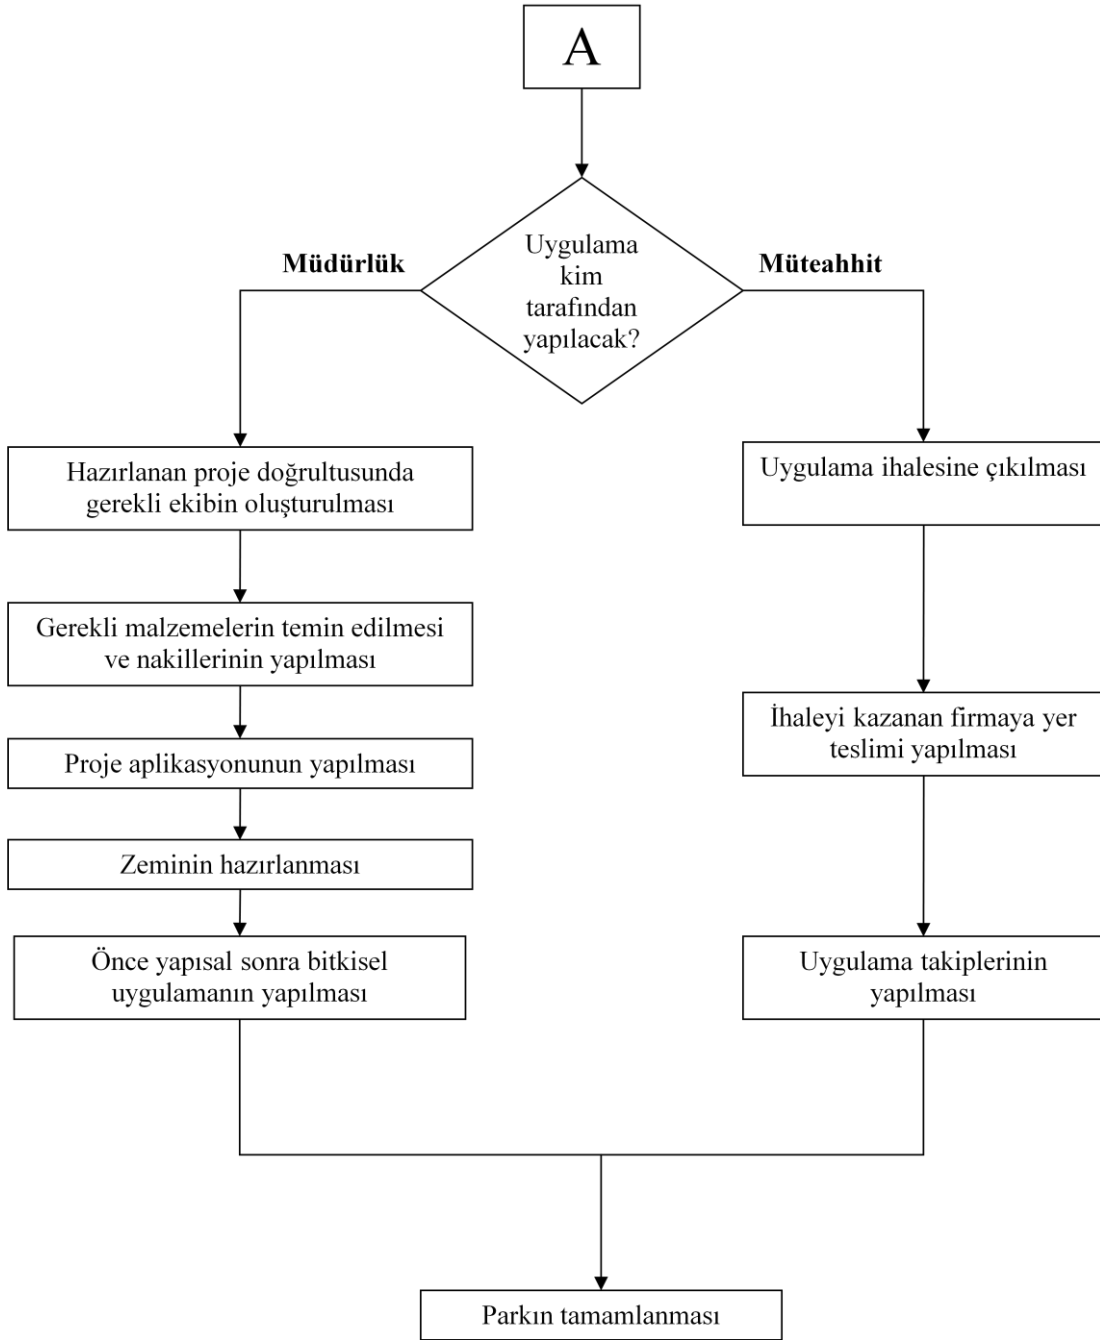 A
Uygulama
kim
tarafından
yapılacak?
Müdürlük
Müteahhit
Hazırlanan proje doğrultusunda
gerekli ekibin oluşturulması
Gerekli malzemelerin temin edilmesi
ve nakillerinin yapılması
Proje aplikasyonunun yapılması
Zeminin hazırlanması
Önce yapısal sonra bitkisel
uygulamanın yapılması
Uygulama ihalesine çıkılması
İhaleyi kazanan firmaya yer
teslimi yapılması
Uygulama takiplerinin
yapılması
Parkın tamamlanması